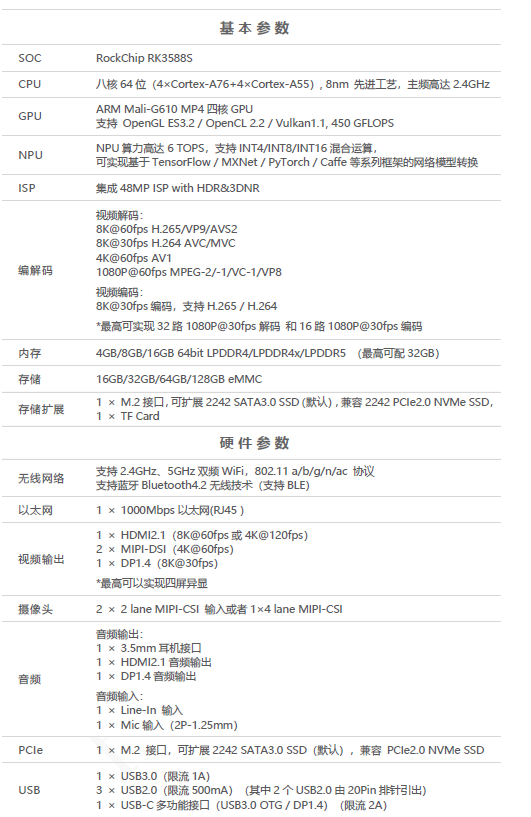 基本参数
SOC RockChip RK3588S
CPU 八核 64 位（4×Cortex-A76+4×Cortex-A55）, 8nm 先进工艺，主频高达 2.4GHz
GPU ARM Mali-G610 MP4 四核 GPU
支持 OpenGL ES3.2 / OpenCL 2.2 / Vulkan1.1, 450 GFLOPS
NPU NPU 算力高达 6 TOPS，支持 INT4/INT8/INT16 混合运算，
可实现基于 TensorFlow / MXNet / PyTorch / Caffe 等系列框架的网络模型转换
ISP 集成 48MP ISP with HDR&3DNR
编解码
视频解码：
8K@60fps H.265/VP9/AVS2
8K@30fps H.264 AVC/MVC
4K@60fps AV1
1080P@60fps MPEG-2/-1/VC-1/VP8
视频编码：
8K@30fps 编码，支持 H.265 / H.264
*最高可实现 32 路 1080P@30fps 解码 和 16 路 1080P@30fps 编码
内存 4GB/8GB/16GB 64bit LPDDR4/LPDDR4x/LPDDR5 （最高可配 32GB）
存储 16GB/32GB/64GB/128GB eMMC
存储扩展 1 × M.2 接口, 可扩展 2242 SATA3.0 SSD (默认) , 兼容 2242 PCIe2.0 NVMe SSD,
1 × TF Card
硬件参数
无线网络 支持 2.4GHz、5GHz 双频 WiFi，802.11 a/b/g/n/ac 协议
支持蓝牙 Bluetooth4.2 无线技术（支持 BLE）
以太网 1 × 1000Mbps 以太网(RJ45 )
视频输出
1 × HDMI2.1（8K@60fps 或 4K@120fps）
2 × MIPI-DSI（4K@60fps）
1 × DP1.4（8K@30fps）
*最高可以实现四屏异显
摄像头 2 × 2 lane MIPI-CSI 输入或者 1×4 lane MIPI-CSI
音频
音频输出：
1 × 3.5mm 耳机接口
1 × HDMI2.1 音频输出
1 × DP1.4 音频输出
音频输入：
1 × Line-In 输入
1 × Mic 输入（2P-1.25mm）
PCIe 1 × M.2 接口，可扩展 2242 SATA3.0 SSD（默认），兼容 PCIe2.0 NVMe SSD
USB 1 × USB3.0（限流 1A）
3 × USB2.0（限流 500mA）（其中 2 个 USB2.0 由 20Pin 排针引出）
1 × USB-C 多功能接口（USB3.0 OTG / DP1.4）（限流 2A）